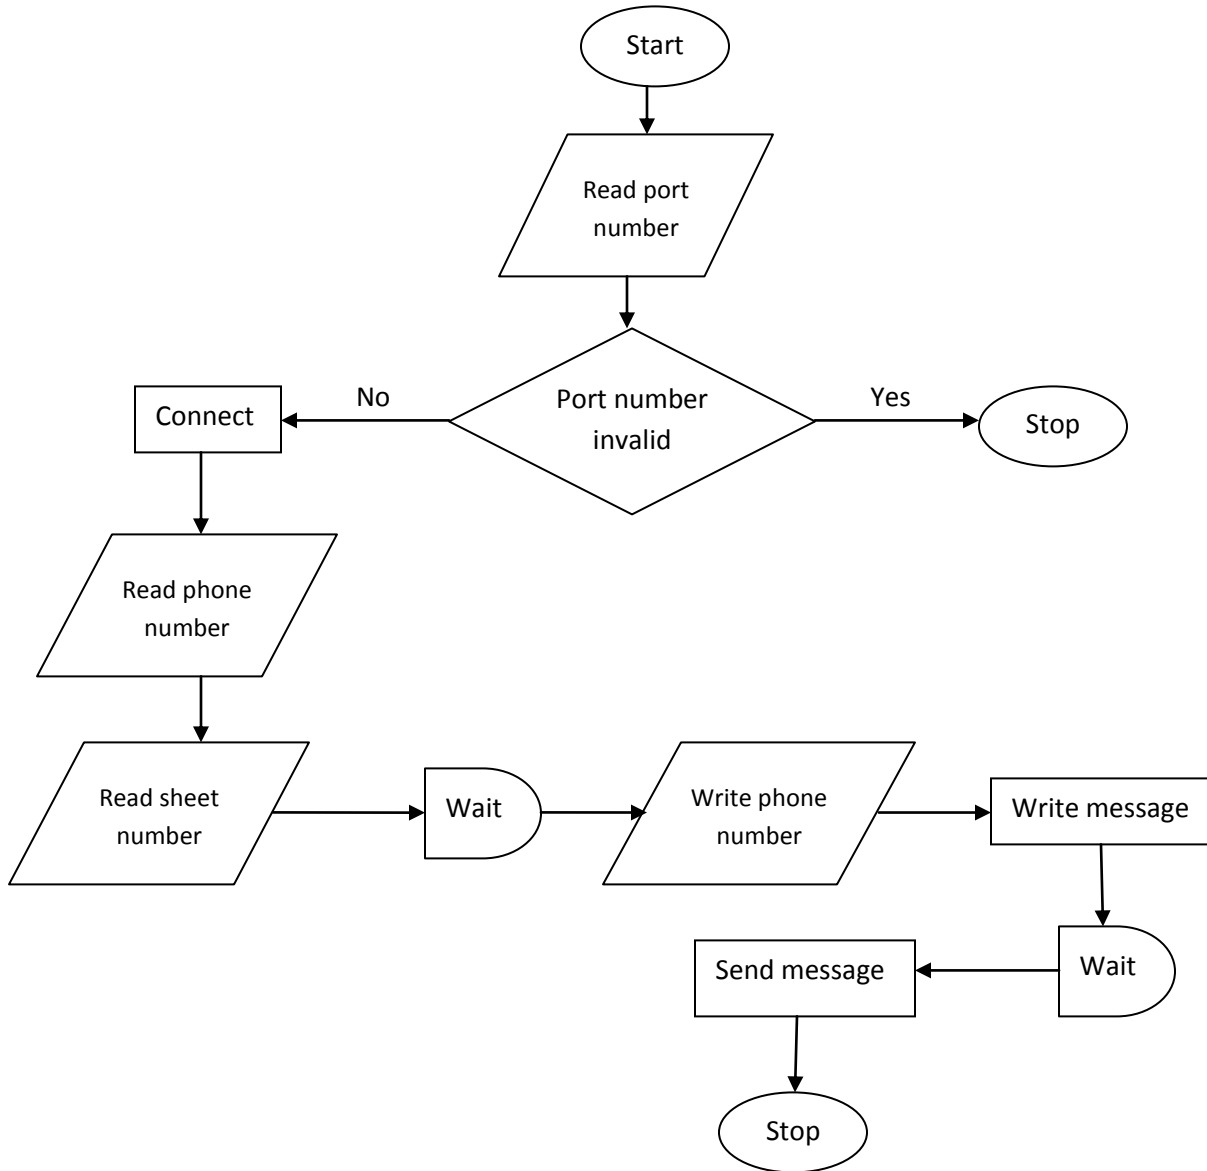 Start
Read port
number
Port number
invalid
No
Yes
Connect
Stop
Read phone
number
Read sheet
number
Wait
Write phone
number
Write message
Wait
Send message
Stop